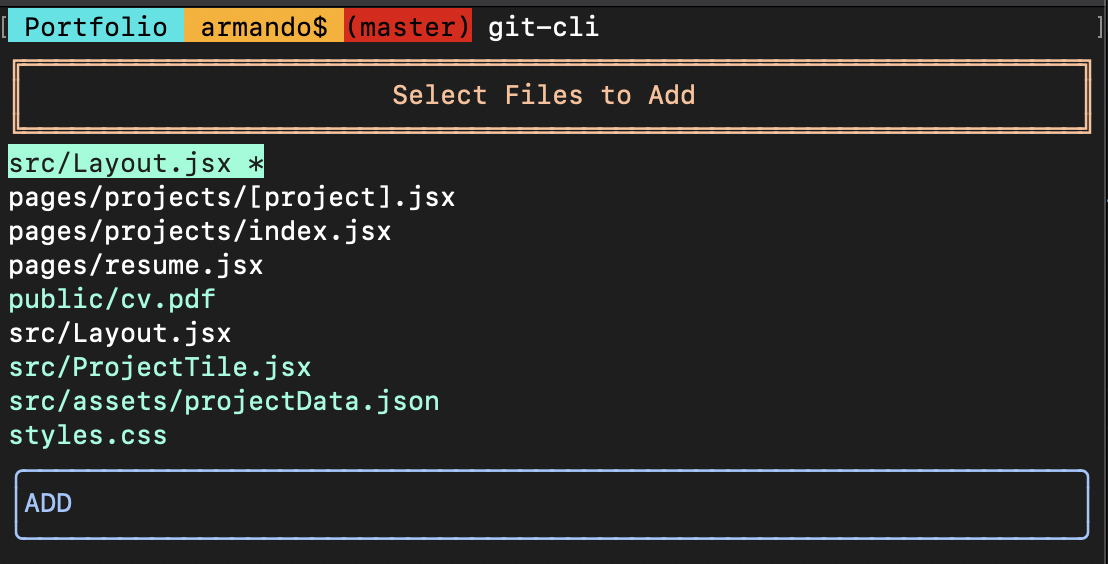 [ Portfolio armando$ (master) git-cli ]
Select Files to Add
src/Layout.jsx *
pages/projects/[project].jsx
pages/projects/index.jsx
pages/resume.jsx
public/cv.pdf
src/Layout.jsx
src/ProjectTile.jsx
src/assets/projectData.json
styles.css
ADD